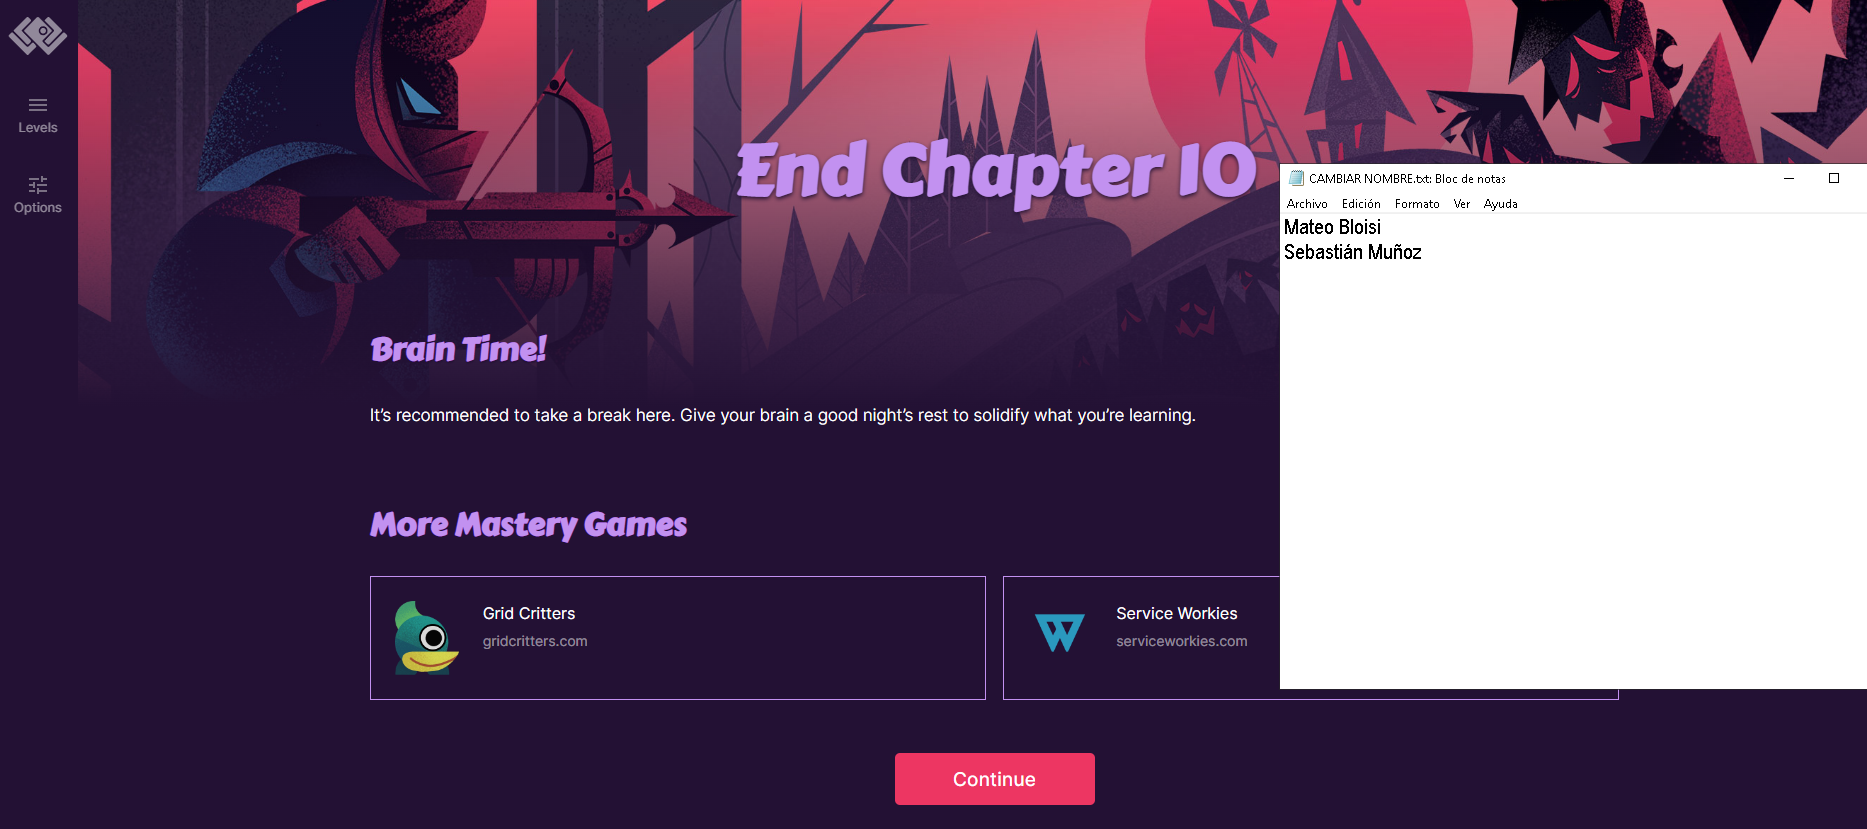 Levels
Options
End Chapter 10
Brain Time!
It's recommended to take a break here. Give your brain a good night's rest to solidify what you're learning.
More Mastery Games
Grid Critters
gridcritters.com
Service Workies
serviceworkies.com
Continue
CAMBIAR NOMBRE.txt: Bloc de notas
Archivo Edición Formato Ver Ayuda
Mateo Bloisi
Sebastián Muñoz